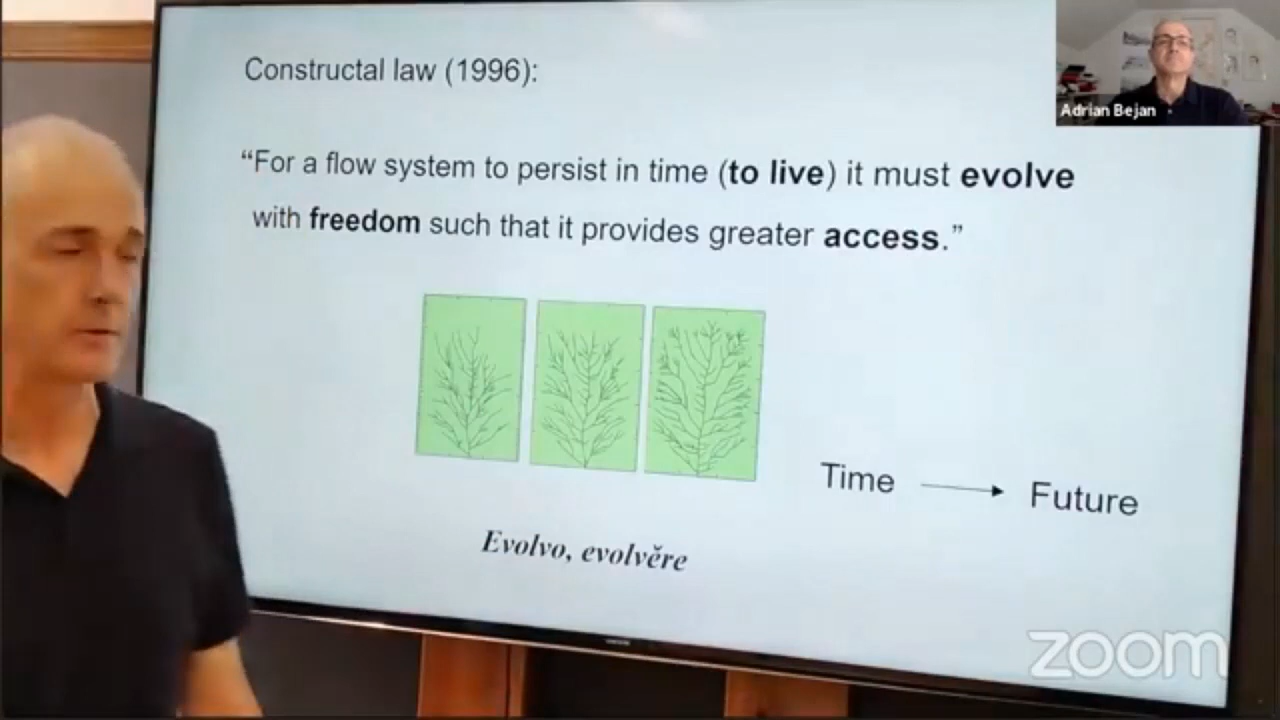 Constructal law (1996):
Adrian Bejan
“For a flow system to persist in time (to live) it must evolve
with freedom such that it provides greater access.”
Time
Future
Evolvo, evolvĕre
zoom